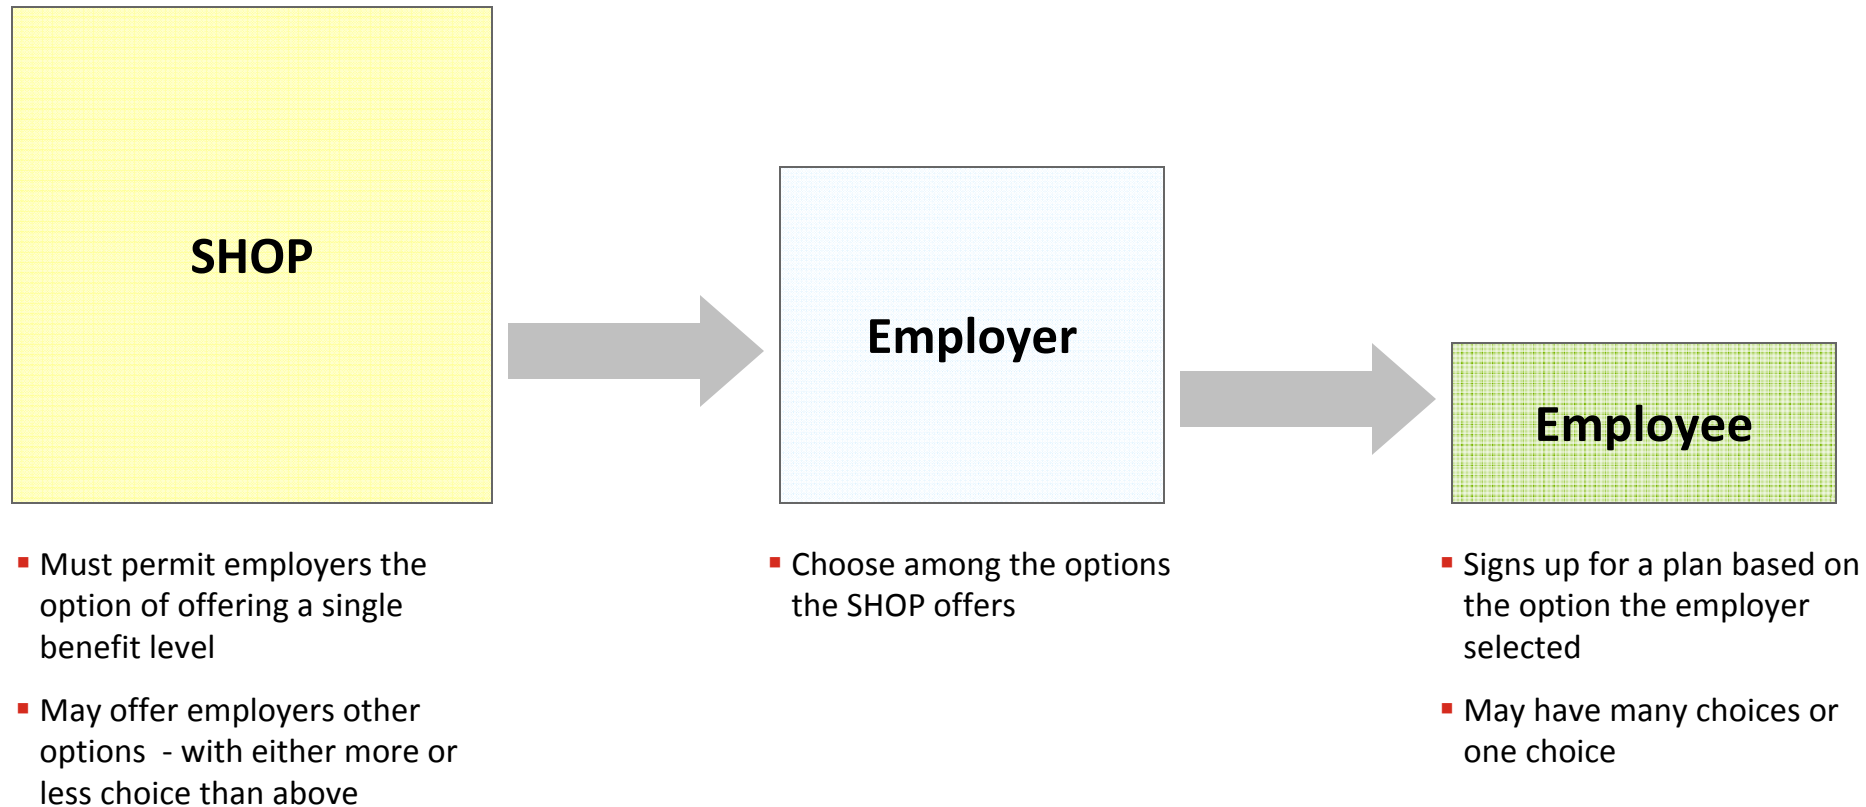 SHOP
Employer
Employee
▪ Must permit employers the
option of offering a single
benefit level
▪ May offer employers other
options  - with either more or
less choice than above
▪ Choose among the options
the SHOP offers
▪ Signs up for a plan based on
the option the employer
selected
▪ May have many choices or
one choice